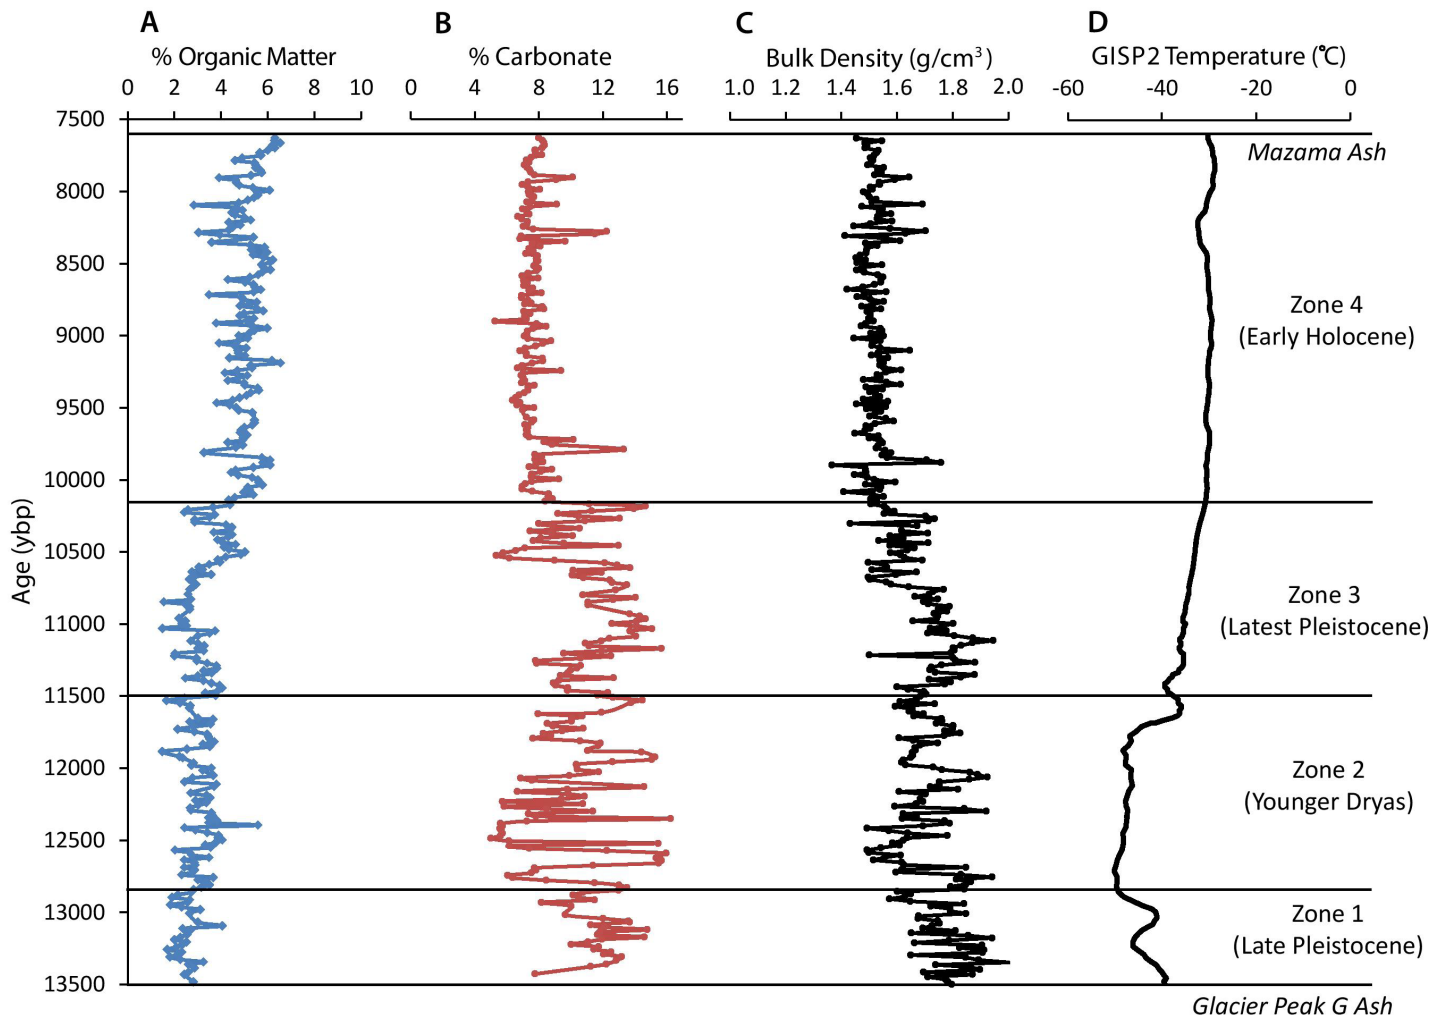 A B C D
% Organic Matter % Carbonate Bulk Density (g/cm³) GISP2 Temperature (°C)
0 2 4 6 8 10 0 4 8 12 16 1.0 1.2 1.4 1.6 1.8 2.0 -60 -40 -20 0
7500
Mazama Ash
8000
8500
Zone 4
(Early Holocene)
9000
9500
10000
Age (ybp)
10500
Zone 3
(Latest Pleistocene)
11000
11500
12000
Zone 2
(Younger Dryas)
12500
13000
Zone 1
(Late Pleistocene)
13500
Glacier Peak G Ash